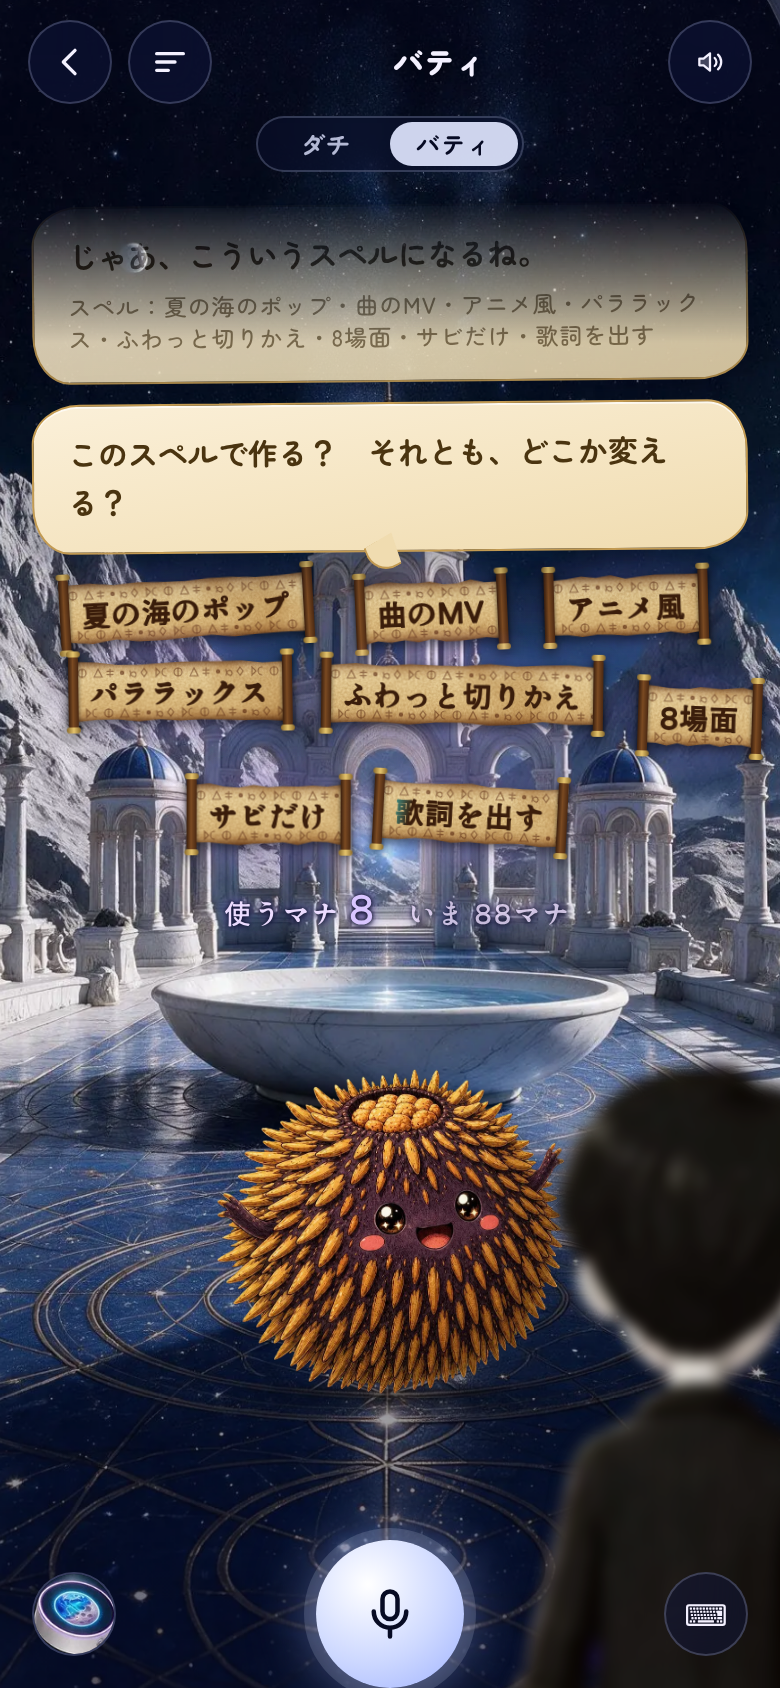 バティ
ダチ
バティ
じゃあ、こういうスペルになるね。
スペル：夏の海のポップ・曲のMV・アニメ風・パララック
ス・ふわっと切りかえ・8場面・サビだけ・歌詞を出す
このスペルで作る？　それとも、どこか変え
る？
夏の海のポップ
曲のMV
アニメ風
パララックス
ふわっと切りかえ
8場面
サビだけ
歌詞を出す
使うマナ 8　いま 88マナ